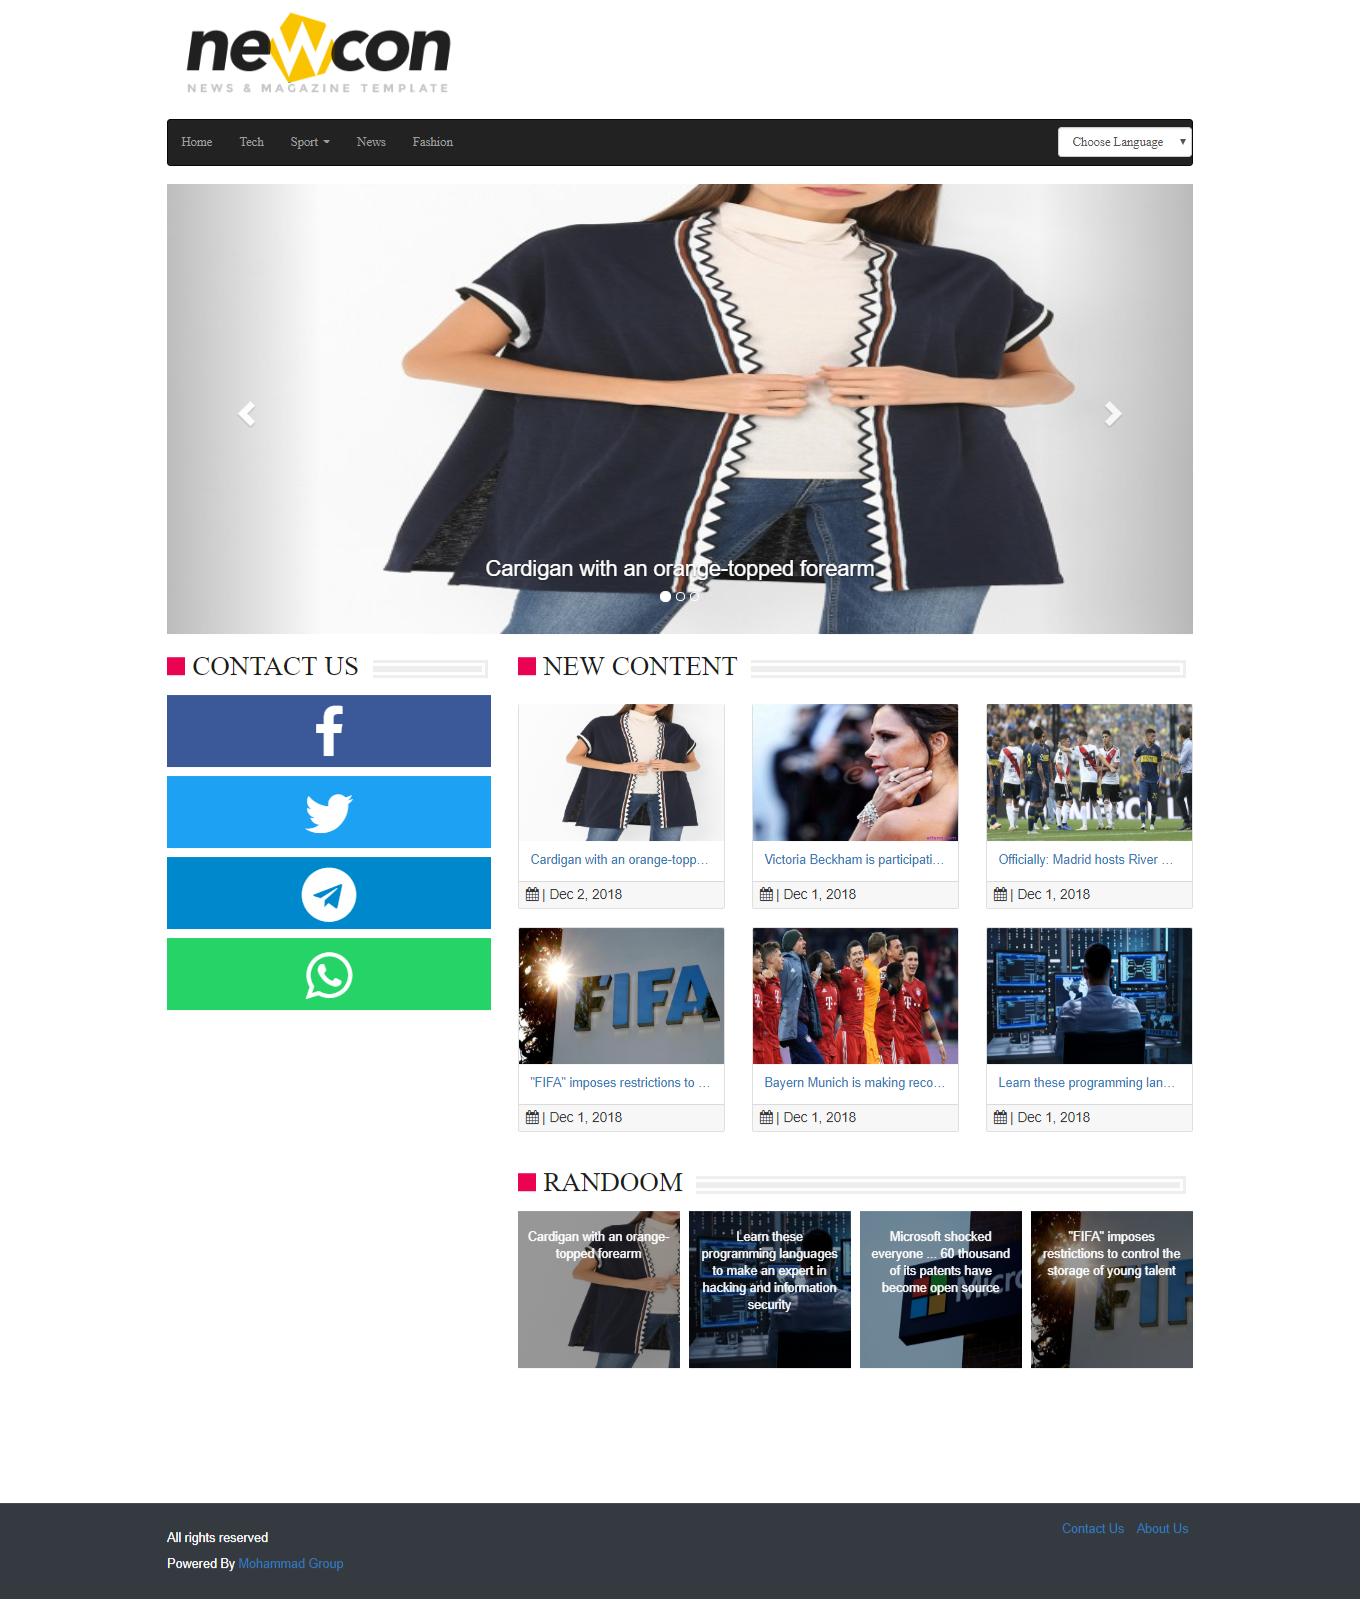 newcon
NEWS & MAGAZINE TEMPLATE
Home Tech Sport News Fashion Choose Language
Cardigan with an orange-topped forearm
CONTACT US
NEW CONTENT
Cardigan with an orange-topp...
| Dec 2, 2018
Victoria Beckham is participati...
| Dec 1, 2018
Officially: Madrid hosts River ...
| Dec 1, 2018
FIFA
"FIFA" imposes restrictions to ...
| Dec 1, 2018
Bayern Munich is making reco...
| Dec 1, 2018
Learn these programming lan...
| Dec 1, 2018
RANDOOM
Cardigan with an orange-
topped forearm
Learn these
programming languages
to make an expert in
hacking and information
security
Microsoft shocked
everyone ... 60 thousand
of its patents have
become open source
Micro
"FIFA" imposes
restrictions to control the
storage of young talent
FIF
All rights reserved
Powered By Mohammad Group
Contact Us About Us